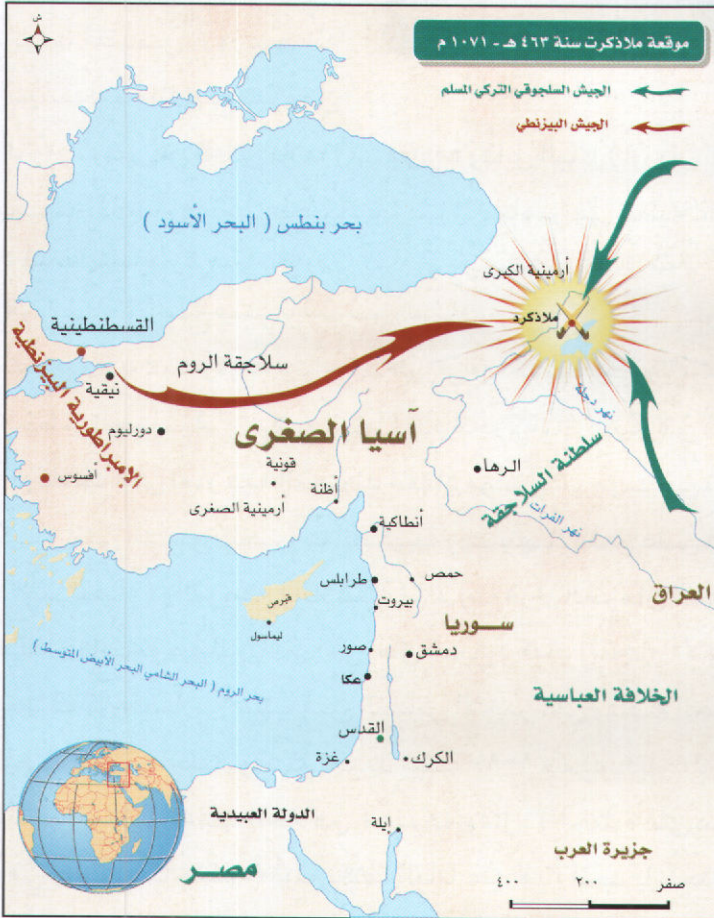 ش
موقعة ملاذكرت سنة ٤٦٣ هـ - ١٠٧١ م
الجيش السلجوقي التركي المسلم
الجيش البيزنطي
بحر بنطس ( البحر الأسود )
أرمينية الكبرى
ملاذكرد
القسطنطينية
سلاجقة الروم
نيقية
الإمبراطورية البيزنطية
نهر دجلة
دورليوم
آسيا الصغرى
سلطنة السلاجقة
الرها
أفسوس
قونية
أرمينية الصغرى
أذنة
نهر الفرات
أنطاكية
حمص
طرابلس
العراق
قبرص
بيروت
ليماسول
سوريا
صور
دمشق
بحر الروم ( البحر الشامي البحر الأبيض المتوسط )
عكا
الخلافة العباسية
القدس
الكرك
غزة
الدولة العبيدية
إيلة
جزيرة العرب
مصر
صفر ٢٠٠ ٤٠٠